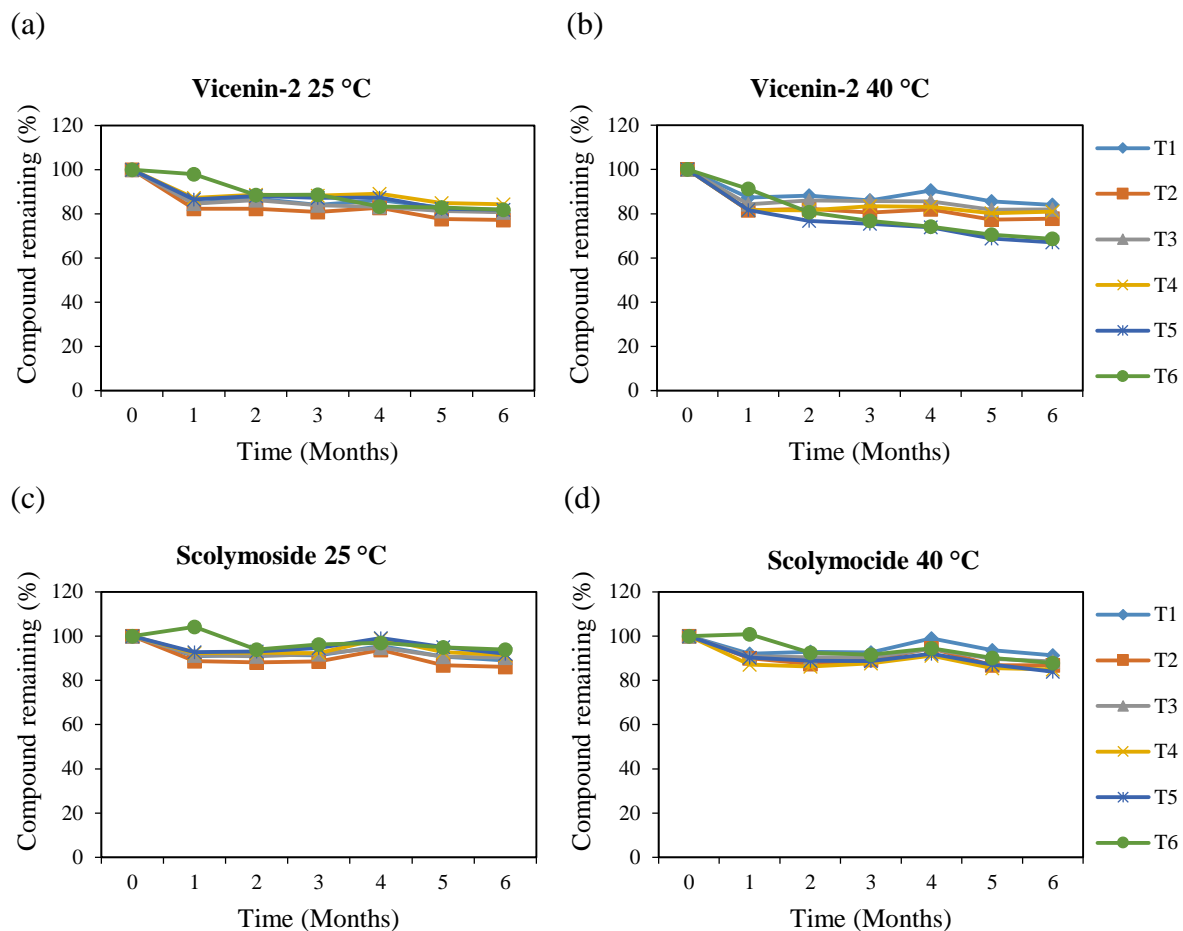 (a)
(b)
Vicenin-2 25 °C
Compound remaining (%)
120
100
80
60
40
20
0
0 1 2 3 4 5 6
Time (Months)
Vicenin-2 40 °C
Compound remaining (%)
120
100
80
60
40
20
0
0 1 2 3 4 5 6
Time (Months)
T1
T2
T3
T4
T5
T6
(c)
(d)
Scolymoside 25 °C
Compound remaining (%)
120
100
80
60
40
20
0
0 1 2 3 4 5 6
Time (Months)
Scolymocide 40 °C
Compound remaining (%)
120
100
80
60
40
20
0
0 1 2 3 4 5 6
Time (Months)
T1
T2
T3
T4
T5
T6